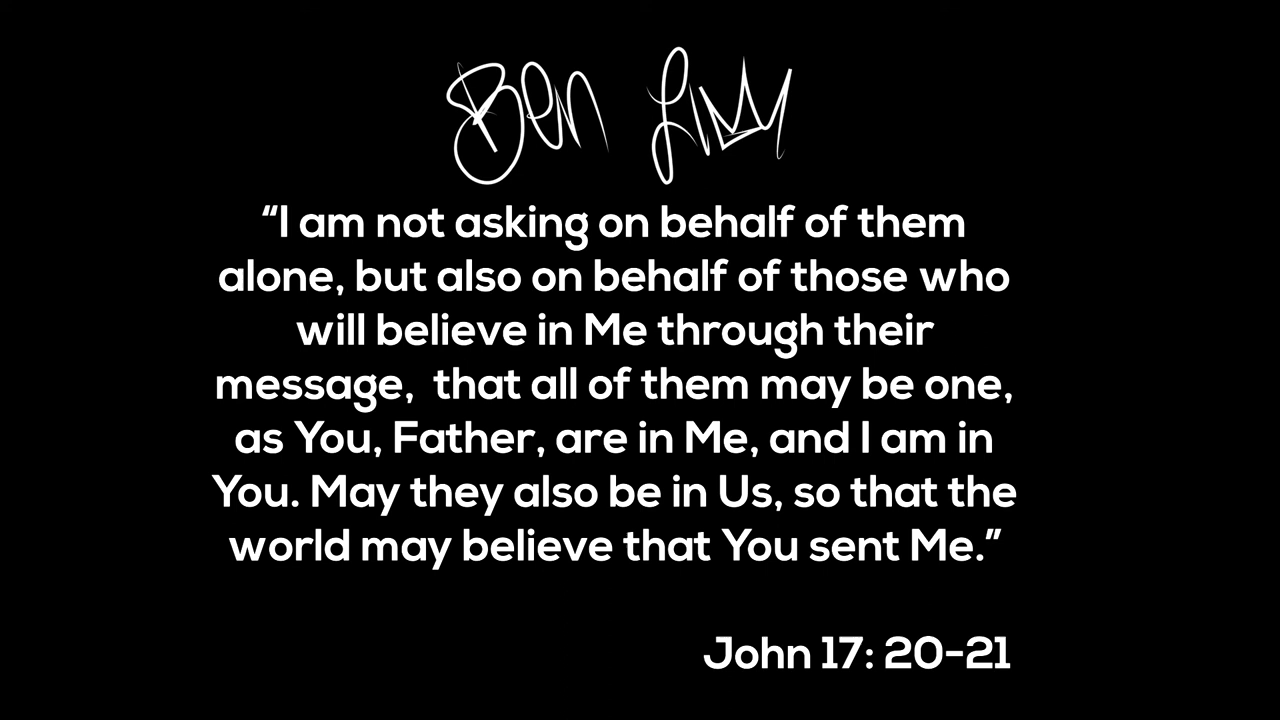 Ben
“I am not asking on behalf of them
alone, but also on behalf of those who
will believe in Me through their
message,  that all of them may be one,
as You, Father, are in Me, and I am in
You. May they also be in Us, so that the
world may believe that You sent Me.”
John 17: 20-21